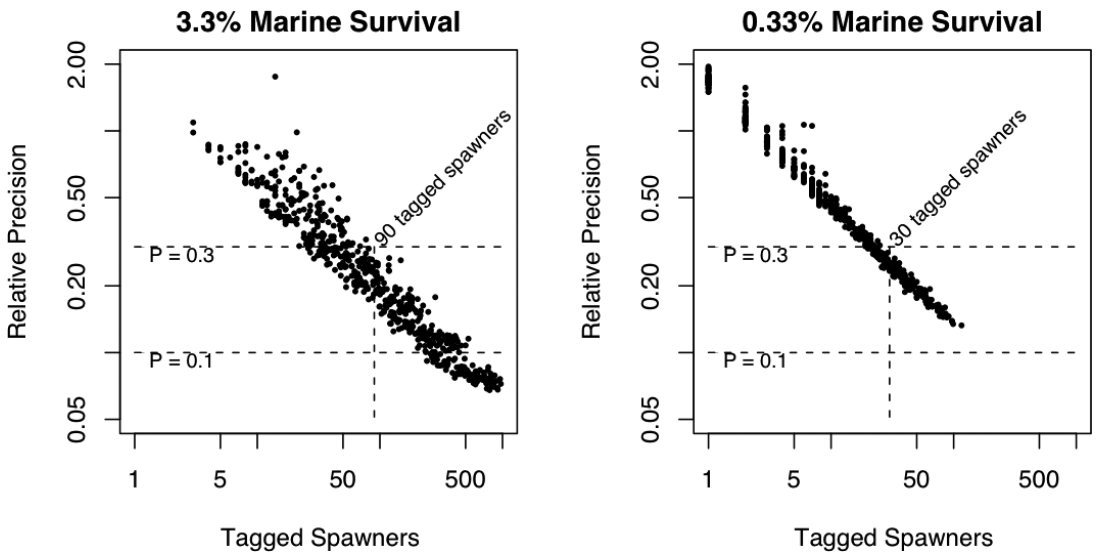 3.3% Marine Survival
Relative Precision
2.00
0.50
0.20
0.05
90 tagged spawners
P = 0.3
P = 0.1
1 5 50 500
Tagged Spawners
0.33% Marine Survival
Relative Precision
2.00
0.50
0.20
0.05
30 tagged spawners
P = 0.3
P = 0.1
1 5 50 500
Tagged Spawners